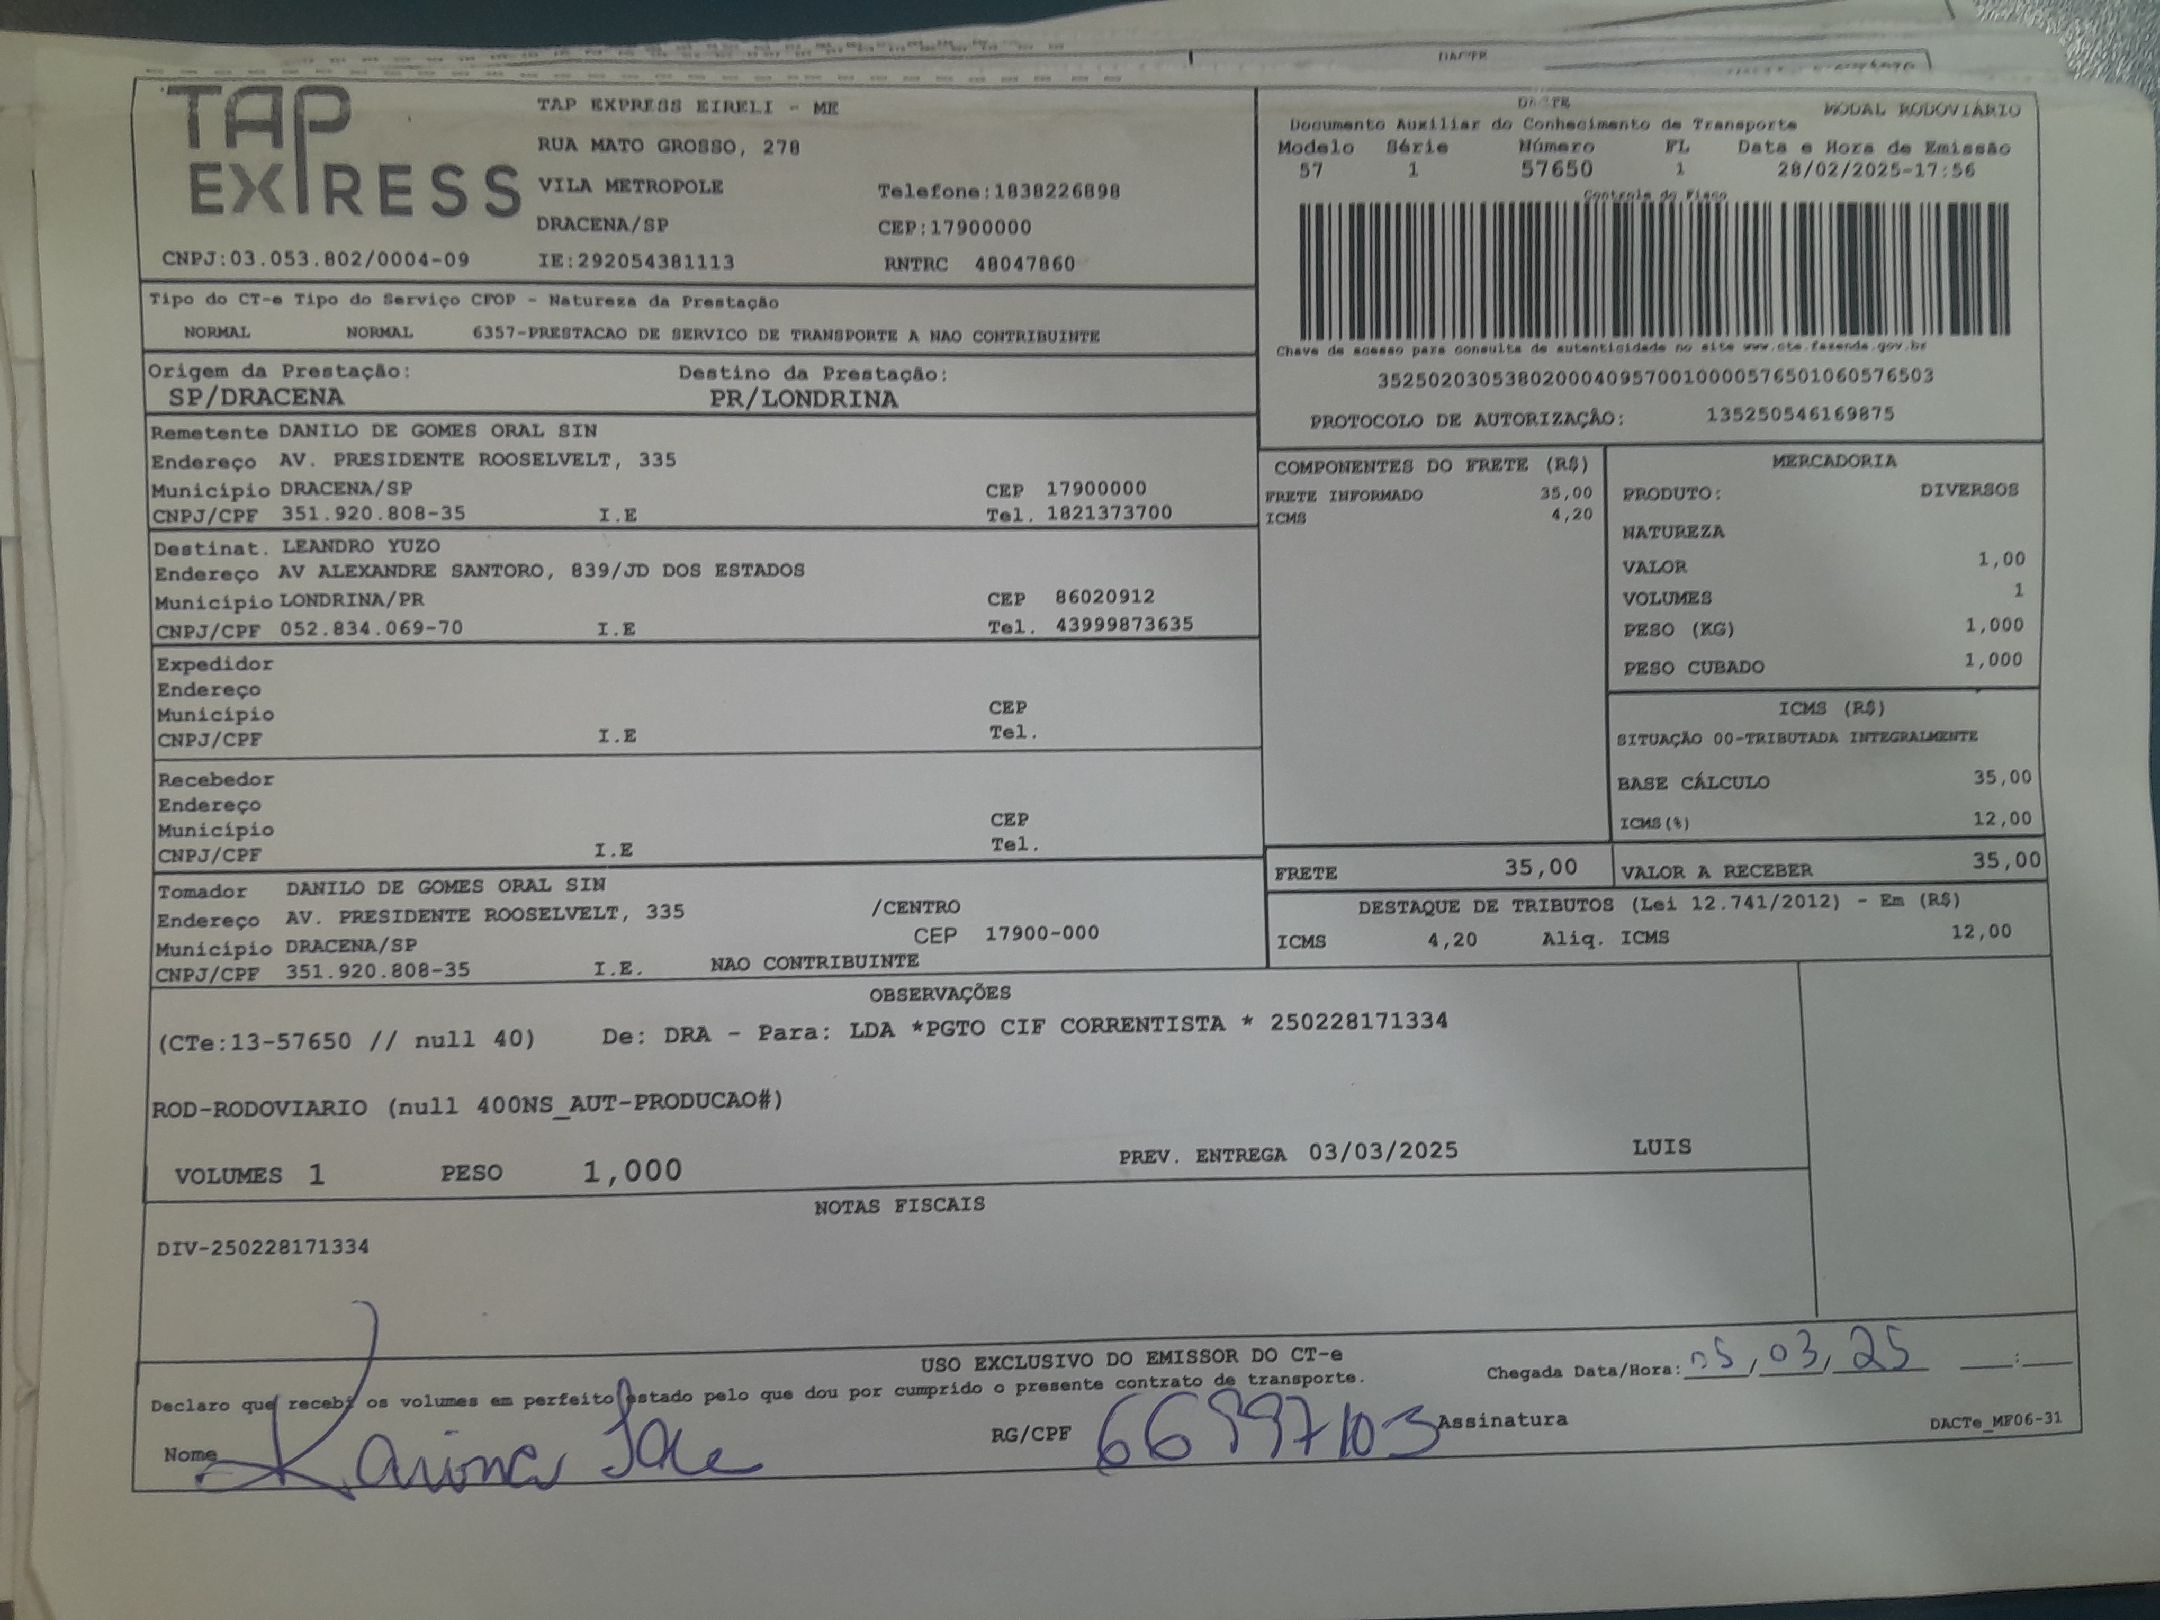 DACTE
TAP EXPRESS
TAP EXPRESS EIRELI - ME
RUA MATO GROSSO, 278
VILA METROPOLE Telefone:1838226898
DRACENA/SP CEP:17900000
CNPJ:03.053.802/0004-09 IE:292054381113 RNTRC 48047860
DACTE MODAL RODOVIÁRIO
Documento Auxiliar do Conhecimento de Transporte
Modelo Série Número FL Data e Hora de Emissão
57 1 57650 1 28/02/2025-17:56
Controle do Fisco
Chave de acesso para consulta de autenticidade no site www.cte.fazenda.gov.br
35250203053802000409570010000576501060576503
PROTOCOLO DE AUTORIZAÇÃO: 135250546169875
Tipo do CT-e Tipo do Serviço CFOP - Natureza da Prestação
NORMAL NORMAL 6357-PRESTACAO DE SERVICO DE TRANSPORTE A NAO CONTRIBUINTE
Origem da Prestação: Destino da Prestação:
SP/DRACENA PR/LONDRINA
Remetente DANILO DE GOMES ORAL SIN
Endereço AV. PRESIDENTE ROOSELVELT, 335
Município DRACENA/SP CEP 17900000
CNPJ/CPF 351.920.808-35 I.E Tel. 1821373700
Destinat. LEANDRO YUZO
Endereço AV ALEXANDRE SANTORO, 839/JD DOS ESTADOS
Município LONDRINA/PR CEP 86020912
CNPJ/CPF 052.834.069-70 I.E Tel. 43999873635
Expedidor
Endereço
Município CEP
CNPJ/CPF I.E Tel.
Recebedor
Endereço
Município CEP
CNPJ/CPF I.E Tel.
Tomador DANILO DE GOMES ORAL SIN
Endereço AV. PRESIDENTE ROOSELVELT, 335 /CENTRO
Município DRACENA/SP CEP 17900-000
CNPJ/CPF 351.920.808-35 I.E. NAO CONTRIBUINTE
COMPONENTES DO FRETE (R$)
FRETE INFORMADO 35,00
ICMS 4,20
MERCADORIA
PRODUTO: DIVERSOS
NATUREZA
VALOR 1,00
VOLUMES 1
PESO (KG) 1,000
PESO CUBADO 1,000
ICMS (R$)
SITUAÇÃO 00-TRIBUTADA INTEGRALMENTE
BASE CÁLCULO 35,00
ICMS(%) 12,00
FRETE 35,00 VALOR A RECEBER 35,00
DESTAQUE DE TRIBUTOS (Lei 12.741/2012) - Em (R$)
ICMS 4,20 Aliq. ICMS 12,00
OBSERVAÇÕES
(CTe:13-57650 // null 40) De: DRA - Para: LDA *PGTO CIF CORRENTISTA * 250228171334
ROD-RODOVIARIO (null 400NS_AUT-PRODUCAO#)
VOLUMES 1 PESO 1,000 PREV. ENTREGA 03/03/2025 LUIS
NOTAS FISCAIS
DIV-250228171334
USO EXCLUSIVO DO EMISSOR DO CT-e
Chegada Data/Hora: 05,03,25 __:__
Declaro que recebi os volumes em perfeito estado pelo que dou por cumprido o presente contrato de transporte.
Nome Karina RG/CPF Assinatura DACTe_MF06-31